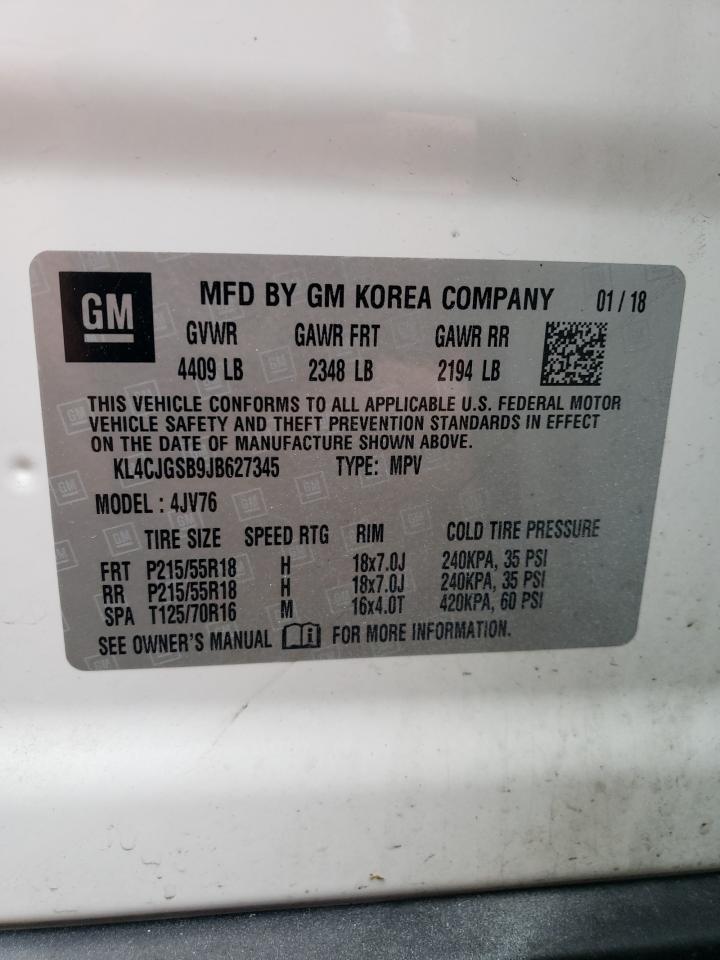 GM MFD BY GM KOREA COMPANY 01 / 18
GVWR GAWR FRT GAWR RR
4409 LB 2348 LB 2194 LB
THIS VEHICLE CONFORMS TO ALL APPLICABLE U.S. FEDERAL MOTOR
VEHICLE SAFETY AND THEFT PREVENTION STANDARDS IN EFFECT
ON THE DATE OF MANUFACTURE SHOWN ABOVE.
KL4CJGSB9JB627345 TYPE: MPV
MODEL : 4JV76
TIRE SIZE SPEED RTG RIM COLD TIRE PRESSURE
FRT P215/55R18 H 18x7.0J 240KPA, 35 PSI
RR P215/55R18 H 18x7.0J 240KPA, 35 PSI
SPA T125/70R16 M 16x4.0T 420KPA, 60 PSI
SEE OWNER'S MANUAL i FOR MORE INFORMATION.